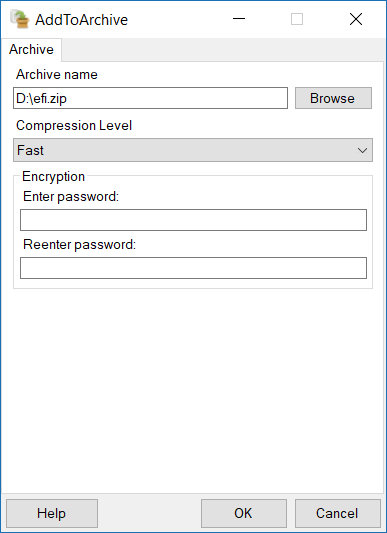 AddToArchive
Archive
Archive name
D:\efi.zip
Browse
Compression Level
Fast
Encryption
Enter password:
Reenter password:
Help
OK
Cancel